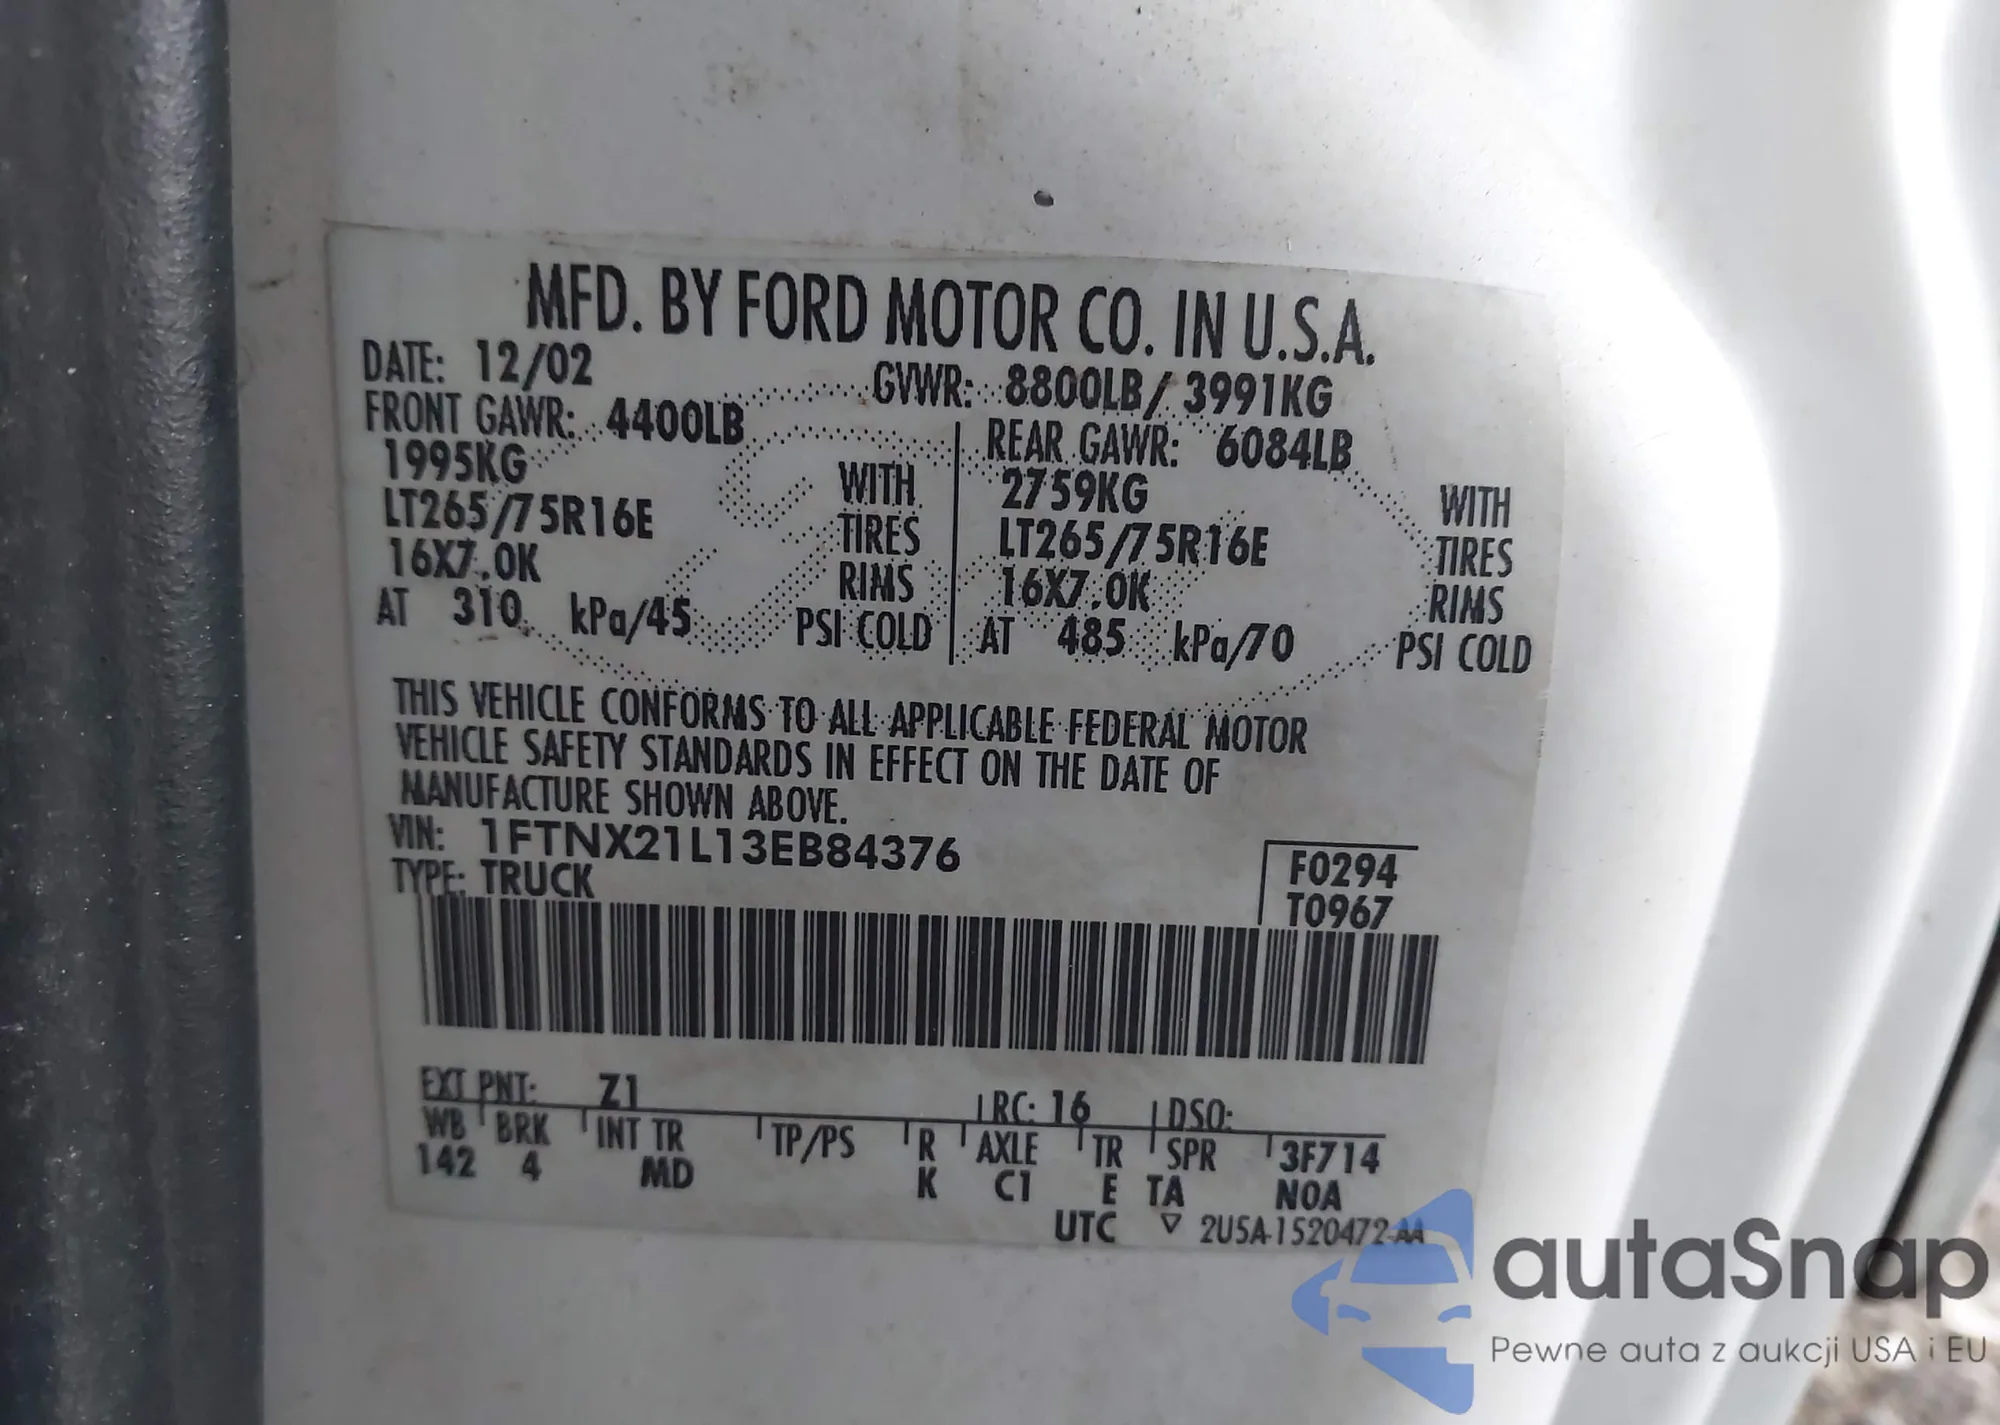 MFD. BY FORD MOTOR CO. IN U.S.A.
DATE: 12/02 GVWR: 8800LB / 3991KG
FRONT GAWR: 4400LB REAR GAWR: 6084LB
1995KG WITH 2759KG WITH
LT265/75R16E TIRES LT265/75R16E TIRES
16X7.0K RIMS 16X7.0K RIMS
AT 310 kPa/45 PSI COLD AT 485 kPa/70 PSI COLD
THIS VEHICLE CONFORMS TO ALL APPLICABLE FEDERAL MOTOR
VEHICLE SAFETY STANDARDS IN EFFECT ON THE DATE OF
MANUFACTURE SHOWN ABOVE.
VIN: 1FTNX21L13EB84376
TYPE: TRUCK
F0294
T0967
EXT PNT: Z1 RC: 16 DSO:
WB BRK INT TR TP/PS R AXLE TR SPR 3F714
142 4 MD K C1 E TA N0A
UTC ▽ 2U5A-1520472-AA
autaSnap
Pewne auta z aukcji USA i EU